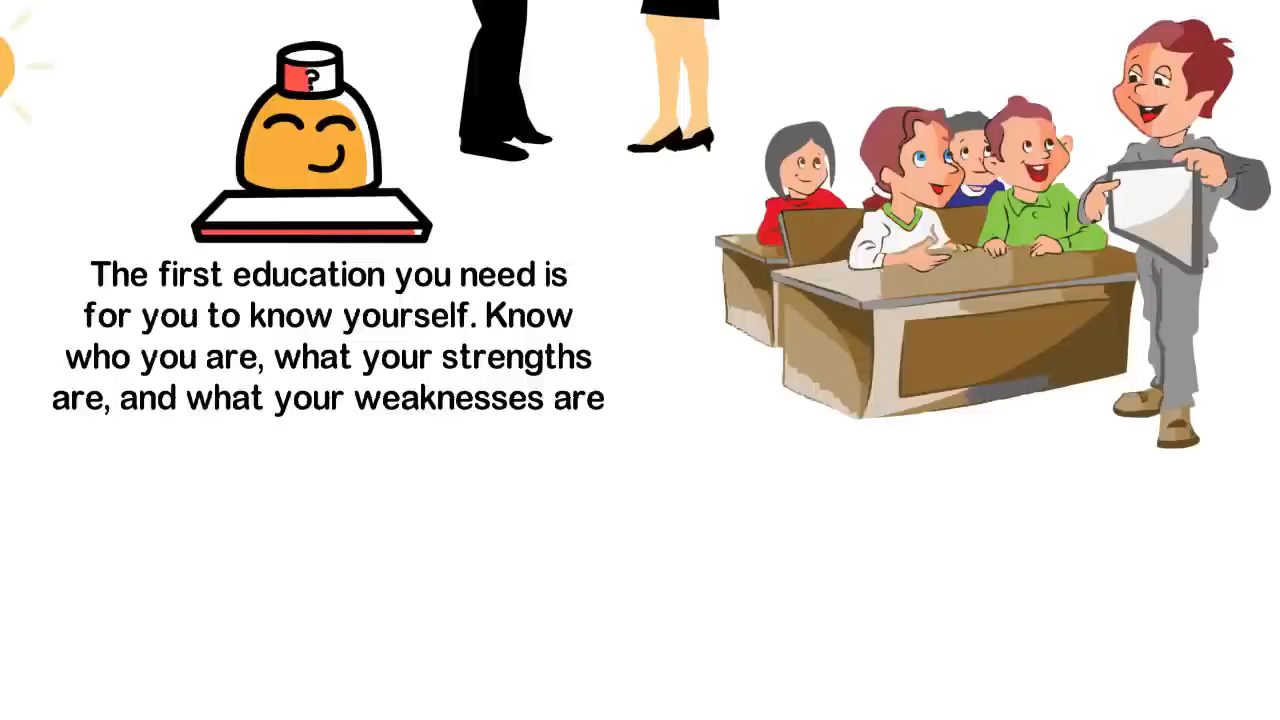 ?
The first education you need is
for you to know yourself. Know
who you are, what your strengths
are, and what your weaknesses are